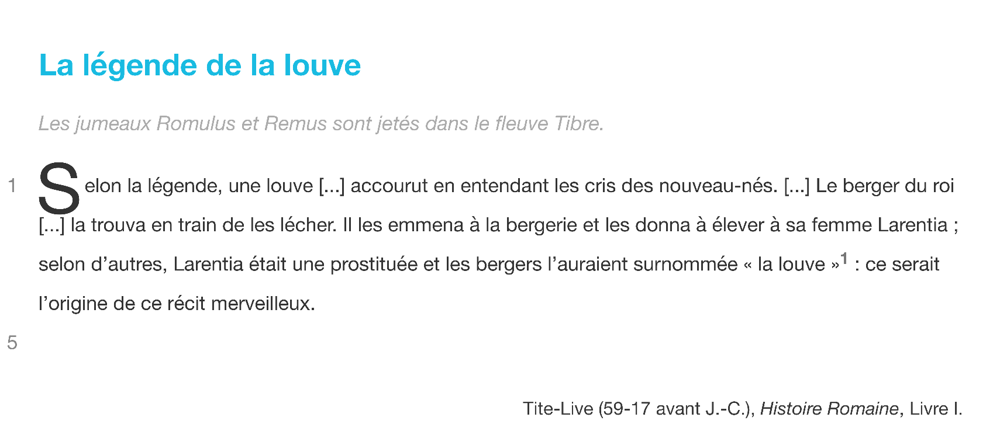 La légende de la louve
Les jumeaux Romulus et Remus sont jetés dans le fleuve Tibre.
1 Selon la légende, une louve [...] accourut en entendant les cris des nouveau-nés. [...] Le berger du roi
[...] la trouva en train de les lécher. Il les emmena à la bergerie et les donna à élever à sa femme Larentia ;
selon d’autres, Larentia était une prostituée et les bergers l’auraient surnommée « la louve »1 : ce serait
l’origine de ce récit merveilleux.
5
Tite-Live (59-17 avant J.-C.), Histoire Romaine, Livre I.